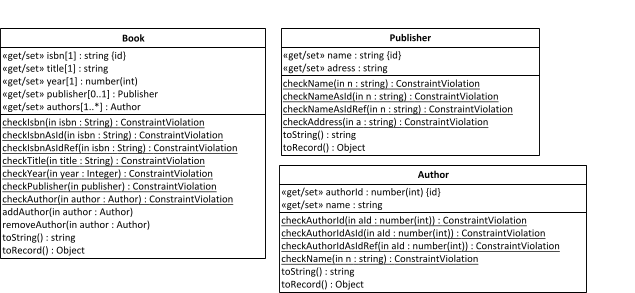 Book
«get/set» isbn[1] : string {id}
«get/set» title[1] : string
«get/set» year[1] : number(int)
«get/set» publisher[0..1] : Publisher
«get/set» authors[1..*] : Author
checkIsbn(in isbn : String) : ConstraintViolation
checkIsbnAsId(in isbn : String) : ConstraintViolation
checkIsbnAsIdRef(in isbn : String) : ConstraintViolation
checkTitle(in title : String) : ConstraintViolation
checkYear(in year : Integer) : ConstraintViolation
checkPublisher(in publisher) : ConstraintViolation
checkAuthor(in author : Author) : ConstraintViolation
addAuthor(in author : Author)
removeAuthor(in author : Author)
toString() : string
toRecord() : Object
Publisher
«get/set» name : string {id}
«get/set» adress : string
checkName(in n : string) : ConstraintViolation
checkNameAsId(in n : string) : ConstraintViolation
checkNameAsIdRef(in n : string) : ConstraintViolation
checkAddress(in a : string) : ConstraintViolation
toString() : string
toRecord() : Object
Author
«get/set» authorId : number(int) {id}
«get/set» name : string
checkAuthorId(in aId : number(int)) : ConstraintViolation
checkAuthorIdAsId(in aId : number(int)) : ConstraintViolation
checkAuthorIdAsIdRef(in aId : number(int)) : ConstraintViolation
checkName(in n : string) : ConstraintViolation
toString() : string
toRecord() : Object